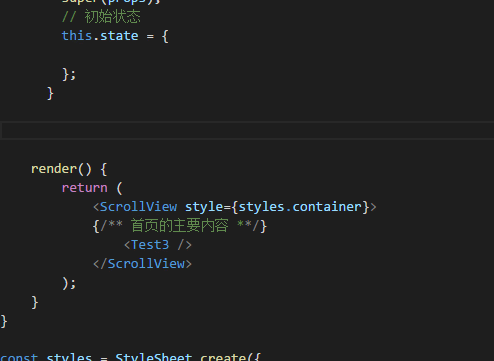 super(props);
// 初始状态
this.state = {
};
}
render() {
return (
<ScrollView style={styles.container}>
{/** 首页的主要内容 **/}
<Test3 />
</ScrollView>
);
}
}
const styles = StyleSheet.create({